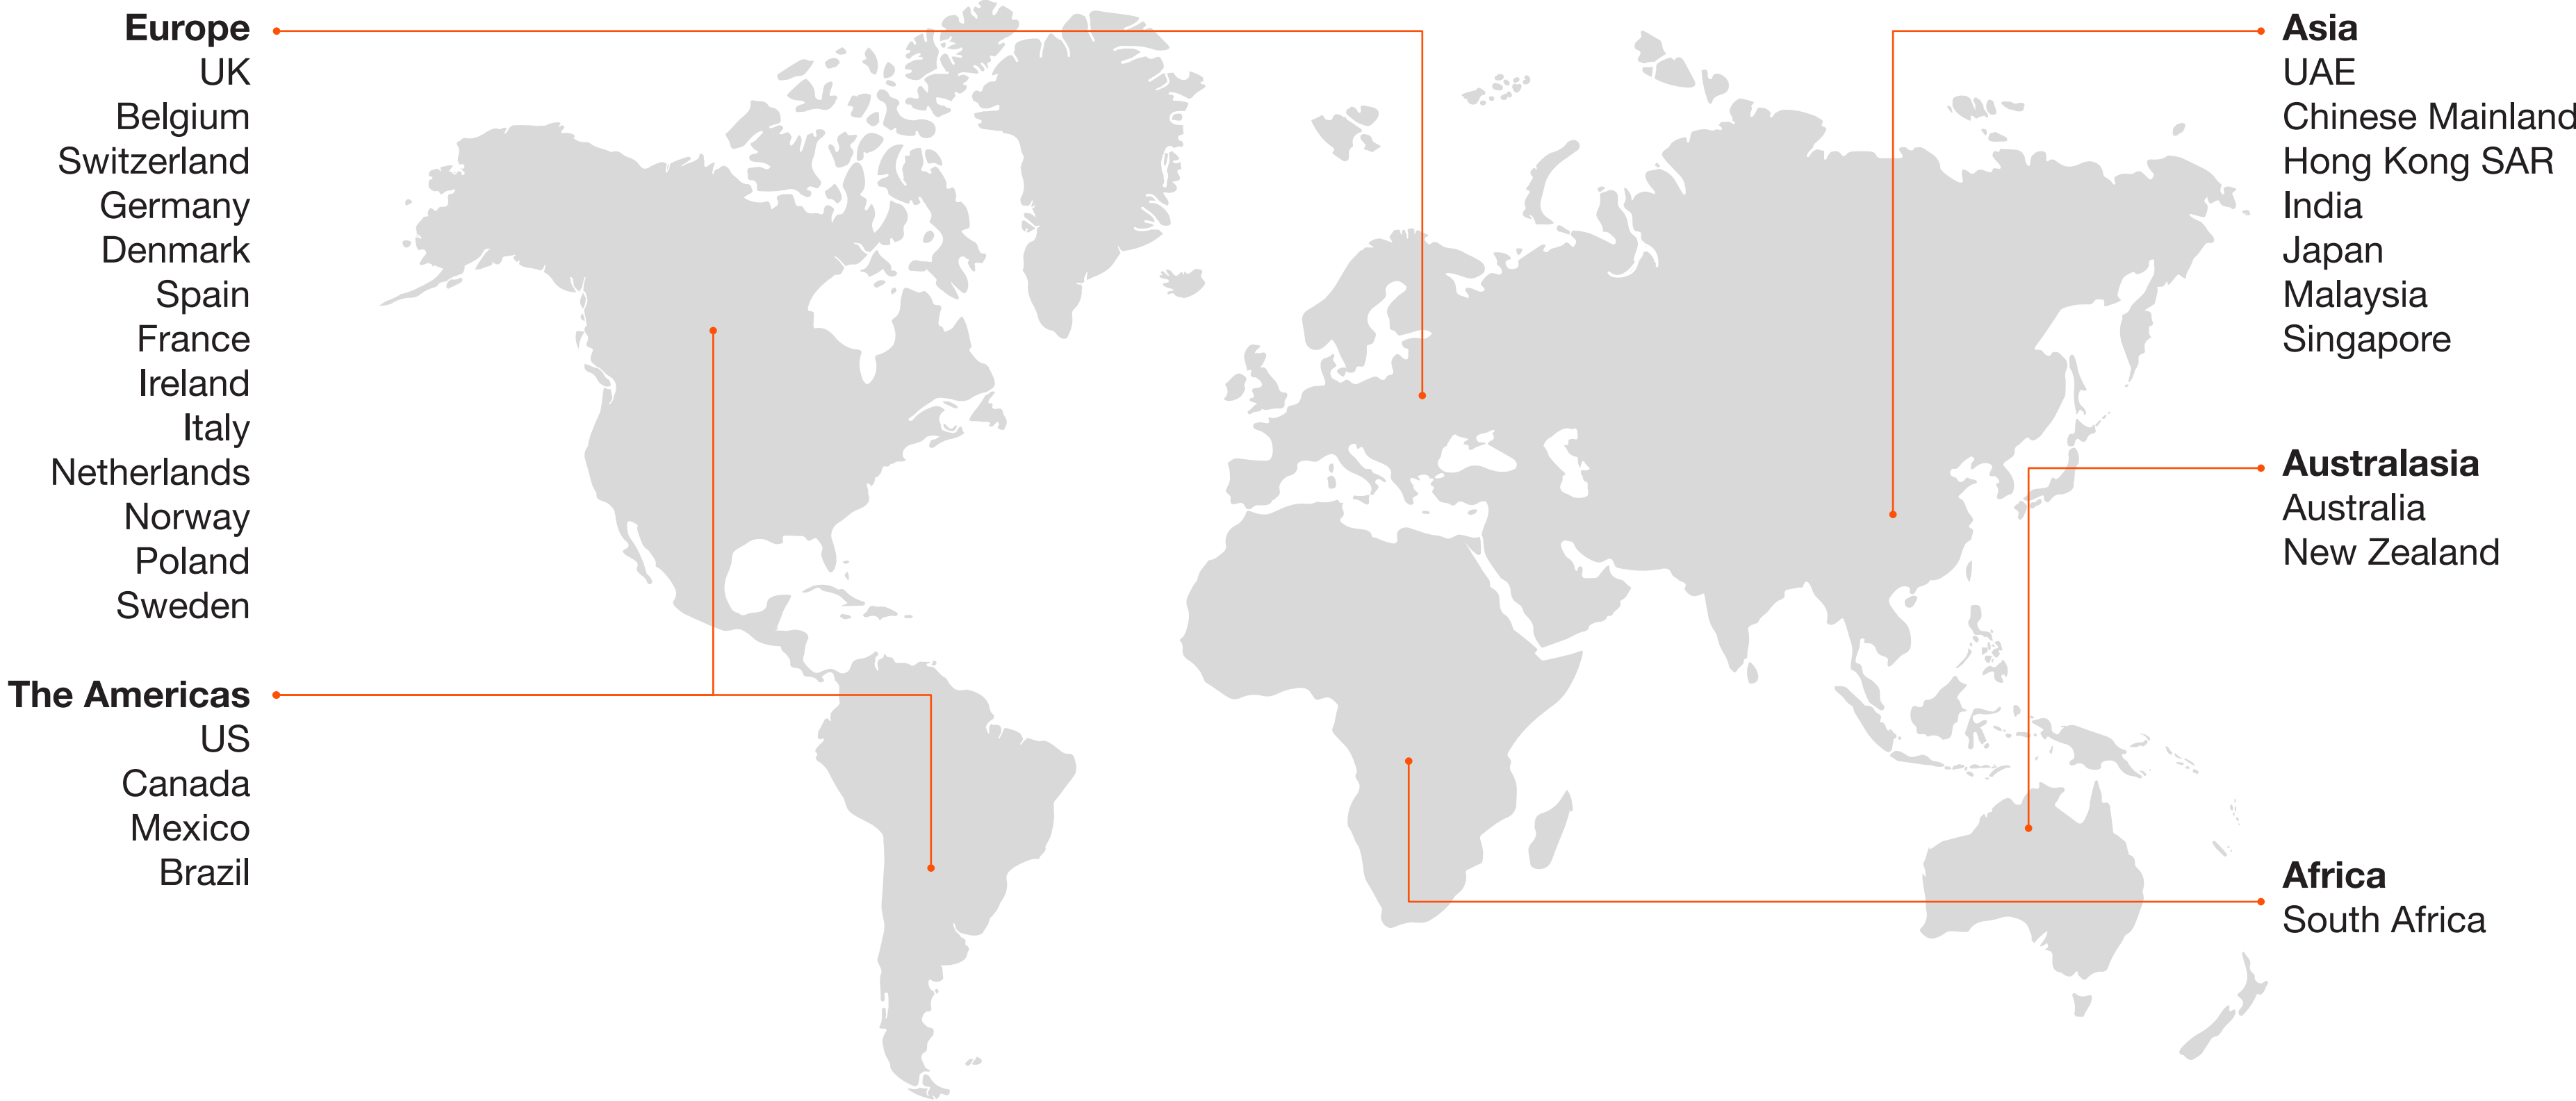 Europe
UK
Belgium
Switzerland
Germany
Denmark
Spain
France
Ireland
Italy
Netherlands
Norway
Poland
Sweden
The Americas
US
Canada
Mexico
Brazil
Asia
UAE
Chinese Mainland
Hong Kong SAR
India
Japan
Malaysia
Singapore
Australasia
Australia
New Zealand
Africa
South Africa